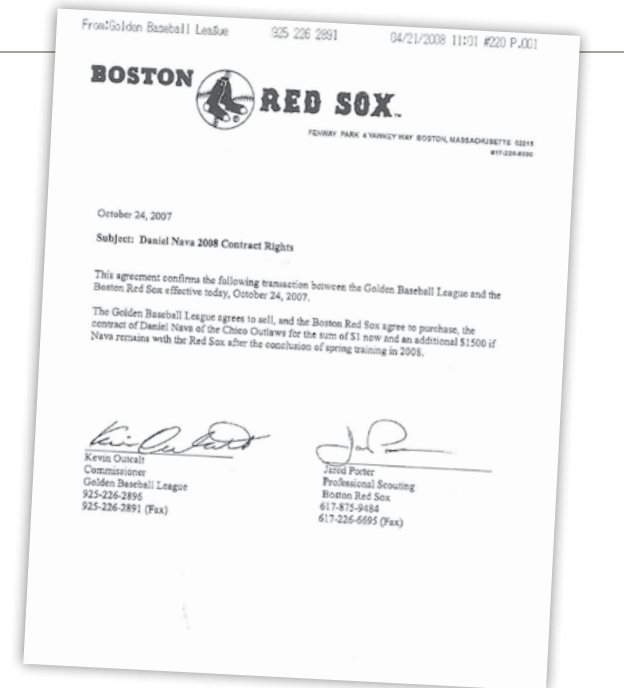 From:Golden Baseball League 925 226 2891 04/21/2008 11:01 #220 P.001
BOSTON RED SOX™
FENWAY PARK 4 YAWKEY WAY BOSTON, MASSACHUSETTS 02215
617-226-6000
October 24, 2007
Subject: Daniel Nava 2008 Contract Rights
This agreement confirms the following transaction between the Golden Baseball League and the
Boston Red Sox effective today, October 24, 2007.
The Golden Baseball League agrees to sell, and the Boston Red Sox agree to purchase, the
contract of Daniel Nava of the Chico Outlaws for the sum of $1 now and an additional $1500 if
Nava remains with the Red Sox after the conclusion of spring training in 2008.
Kevin Outcalt
Kevin Outcalt
Commissioner
Golden Baseball League
925-226-2896
925-226-2891 (Fax)
Jared Porter
Professional Scouting
Boston Red Sox
617-875-9484
617-226-6695 (Fax)